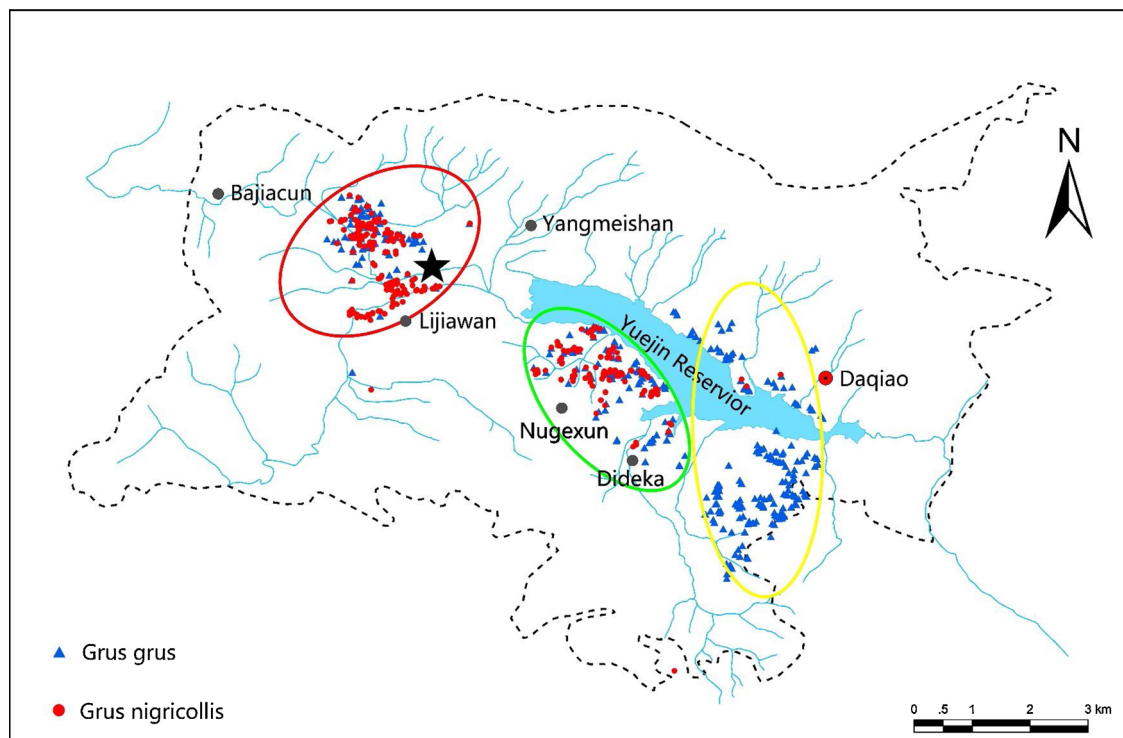 N
Bajiacun
Yangmeishan
Lijiawan
Yuejin Reservior
Daqiao
Nugexun
Dideka
Grus grus
Grus nigricollis
0 .5 1 2 3 km